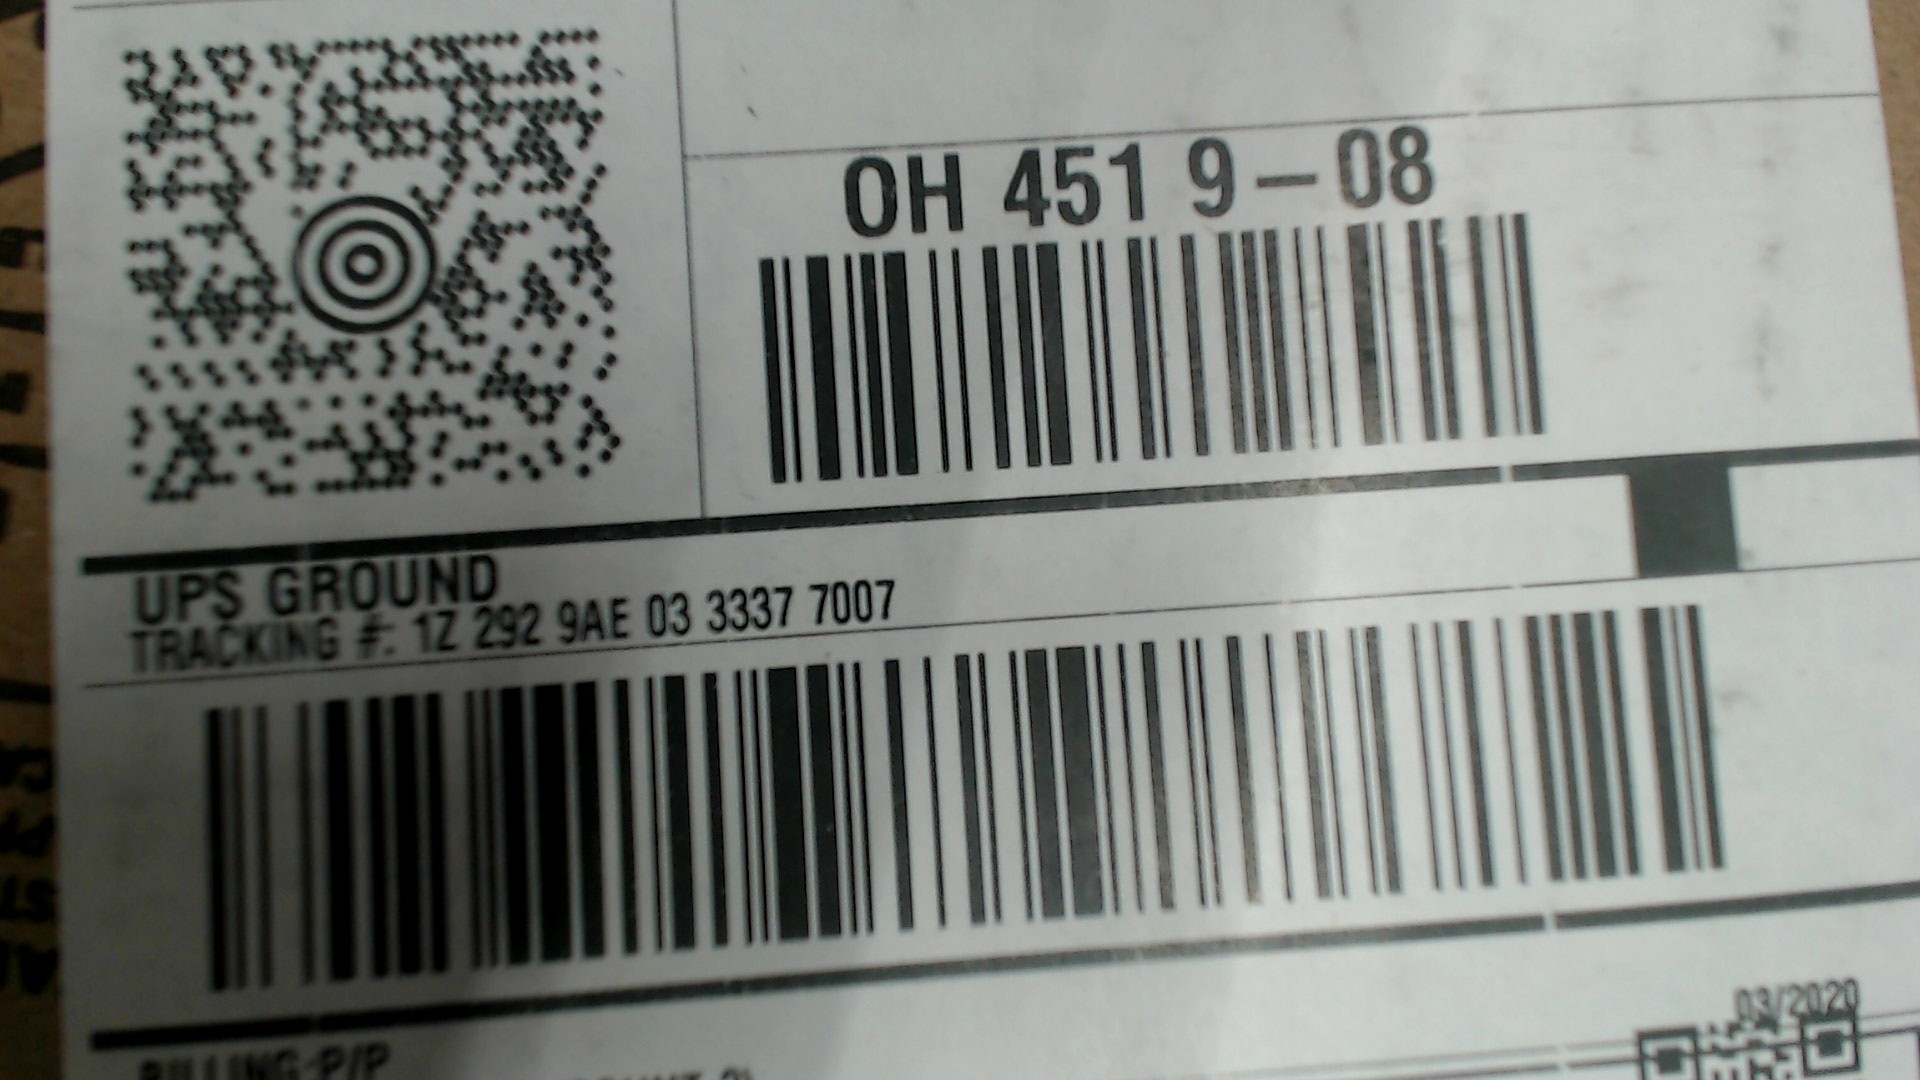 OH 451 9-08
UPS GROUND
TRACKING #: 1Z 292 9AE 03 3337 7007
BILLING: P/P
03/2020